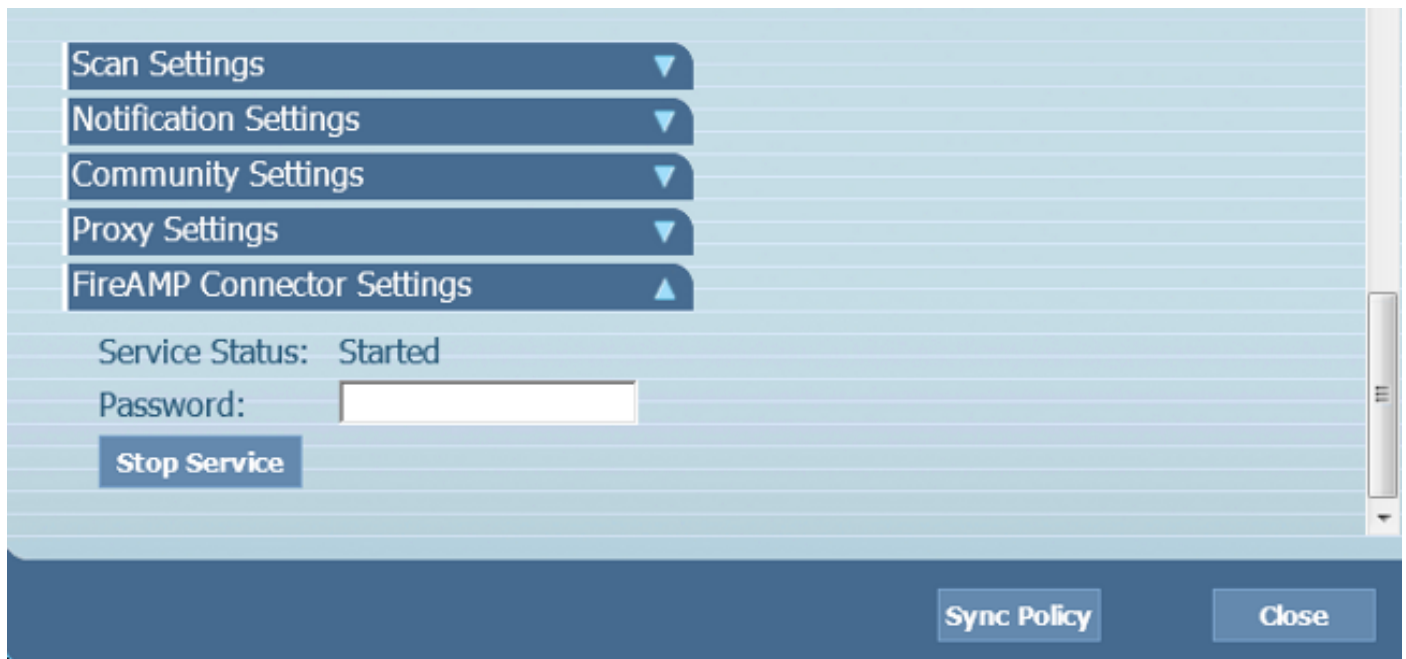 Scan Settings
Notification Settings
Community Settings
Proxy Settings
FireAMP Connector Settings
Service Status: Started
Password:
Stop Service
Sync Policy Close